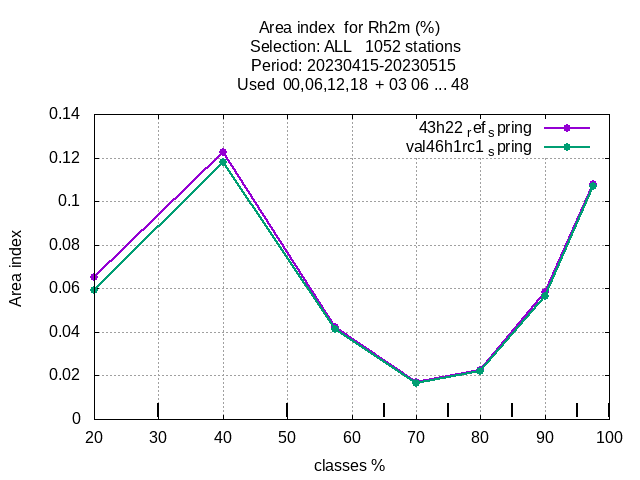 Area index  for Rh2m (%)
Selection: ALL   1052 stations
Period: 20230415-20230515
Used  00,06,12,18  + 03 06 ... 48
43h22 refspring
val46h1rc1 spring
0.14
0.12
0.1
0.08
0.06
0.04
0.02
0
Area index
20 30 40 50 60 70 80 90 100
classes %